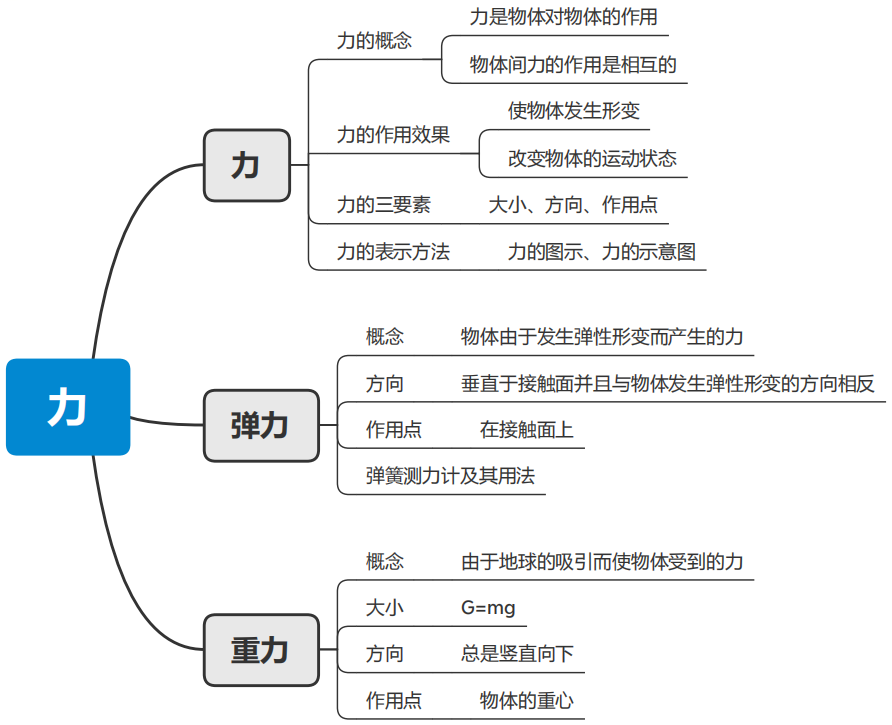 力
力
力的概念
力是物体对物体的作用
物体间力的作用是相互的
力的作用效果
使物体发生形变
改变物体的运动状态
力的三要素
大小、方向、作用点
力的表示方法
力的图示、力的示意图
弹力
概念
物体由于发生弹性形变而产生的力
方向
垂直于接触面并且与物体发生弹性形变的方向相反
作用点
在接触面上
弹簧测力计及其用法
重力
概念
由于地球的吸引而使物体受到的力
大小
G=mg
方向
总是竖直向下
作用点
物体的重心